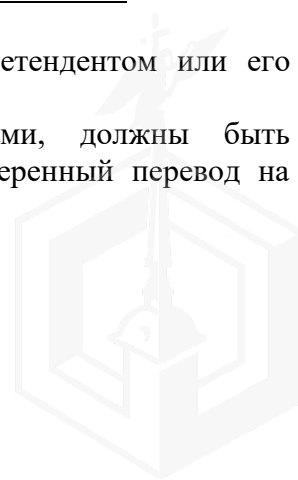 етендентом или его
ми, должны быть
еренный перевод на